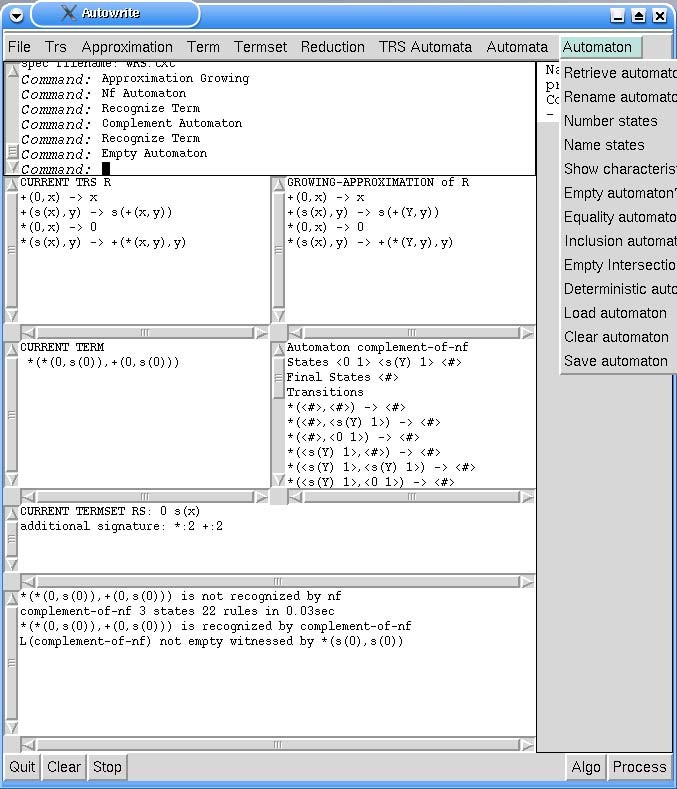 Autowrite
File Trs Approximation Term Termset Reduction TRS Automata Automata Automaton
spec filename: WRS.txt
Command: Approximation Growing
Command: Nf Automaton
Command: Recognize Term
Command: Complement Automaton
Command: Recognize Term
Command: Empty Automaton
Command:
Na
pr
Co
-
Retrieve automato
Rename automato
Number states
Name states
Show characteris
Empty automaton?
Equality automato
Inclusion automat
Empty Intersectio
Deterministic auto
Load automaton
Clear automaton
Save automaton
CURRENT TRS R
+(0,x) -> x
+(s(x),y) -> s(+(x,y))
*(0,x) -> 0
*(s(x),y) -> +(*(x,y),y)
GROWING-APPROXIMATION of R
+(0,x) -> x
+(s(x),y) -> s(+(Y,y))
*(0,x) -> 0
*(s(x),y) -> +(*(Y,y),y)
CURRENT TERM
*(*(0,s(0)),+(0,s(0)))
Automaton complement-of-nf
States <0 1> <s(Y) 1> <#>
Final States <#>
Transitions
*(<#>,<#>) -> <#>
*(<#>,<s(Y) 1>) -> <#>
*(<#>,<0 1>) -> <#>
*(<s(Y) 1>,<#>) -> <#>
*(<s(Y) 1>,<s(Y) 1>) -> <#>
*(<s(Y) 1>,<0 1>) -> <#>
CURRENT TERMSET RS: 0 s(x)
additional signature: *:2 +:2
*(*(0,s(0)),+(0,s(0))) is not recognized by nf
complement-of-nf 3 states 22 rules in 0.03sec
*(*(0,s(0)),+(0,s(0))) is recognized by complement-of-nf
L(complement-of-nf) not empty witnessed by *(s(0),s(0))
Quit Clear Stop
Algo Process